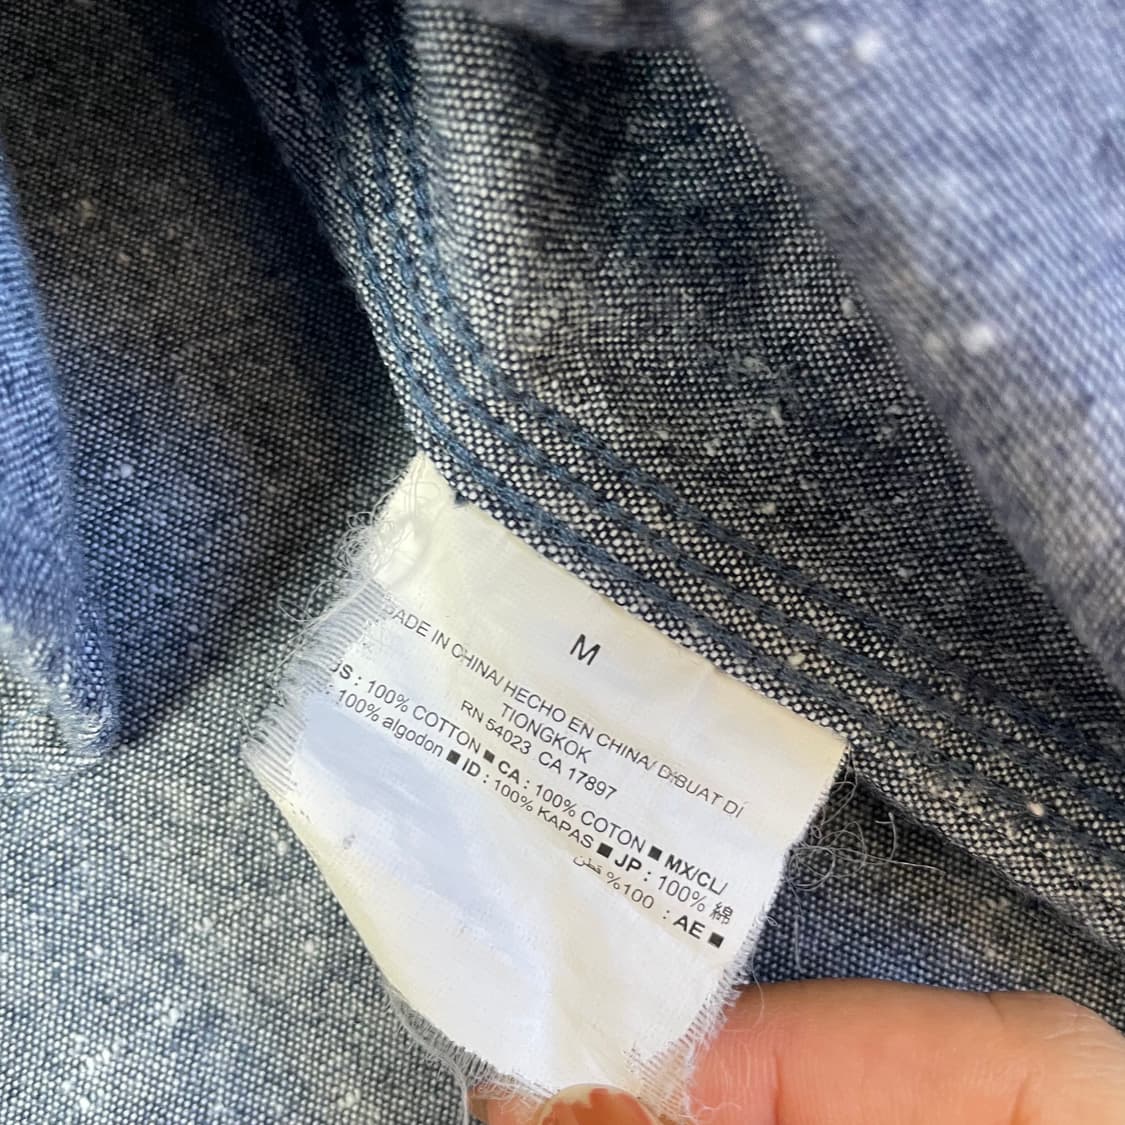 M
MADE IN CHINA/ HECHO EN CHINA/ DIBUAT DÍ
TIONGKOK
RN 54023 CA 17897
US : 100% COTTON ■ CA : 100% COTON ■ MX/CL/
: 100% algodon ■ ID : 100% KAPAS ■ JP : 100% 綿
■ AE : 100% قطن